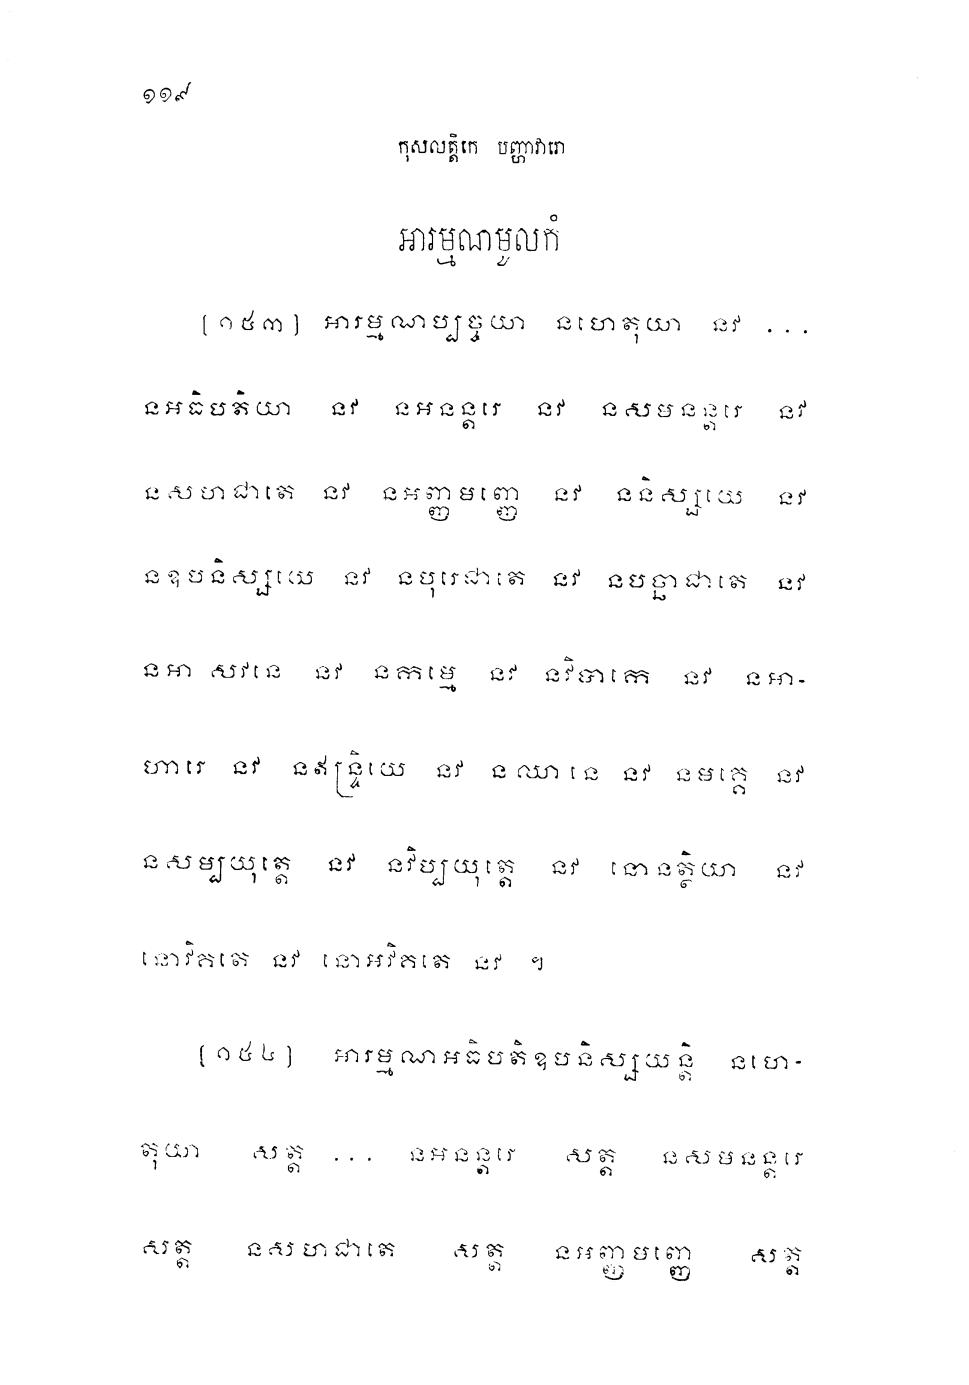 ១១៩
កុសលត្តិកេ បញ្ហាវារោ
អារម្មណមូលកំ
[១៥៣] អារម្មណប្បច្ចយា នហេតុយា នវ ...
នអធិបតិយា នវ នអនន្តរេ នវ នសមនន្តរេ នវ
នសហជាតេ នវ នអញ្ញមញ្ញេ នវ ននិស្សយេ នវ
នឧបនិស្សយេ នវ នបុរេជាតេ នវ នបច្ឆាជាតេ នវ
នអាសវនេ នវ នកម្មេ នវ នវិបាកេ នវ នអា-
ហារេ នវ នឥន្ទ្រិយេ នវ នឈានេ នវ នមគ្គេ នវ
នសម្បយុត្តេ នវ នវិប្បយុត្តេ នវ នោនត្ថិយា នវ
នោវិគតេ នវ នោអវិគតេ នវ ។
[១៥៤] អារម្មណអធិបតិឧបនិស្សយន្តិ នហេ-
តុយា សត្ត ... នអនន្តរេ សត្ត នសមនន្តរេ
សត្ត នសហជាតេ សត្ត នអញ្ញមញ្ញេ សត្ត